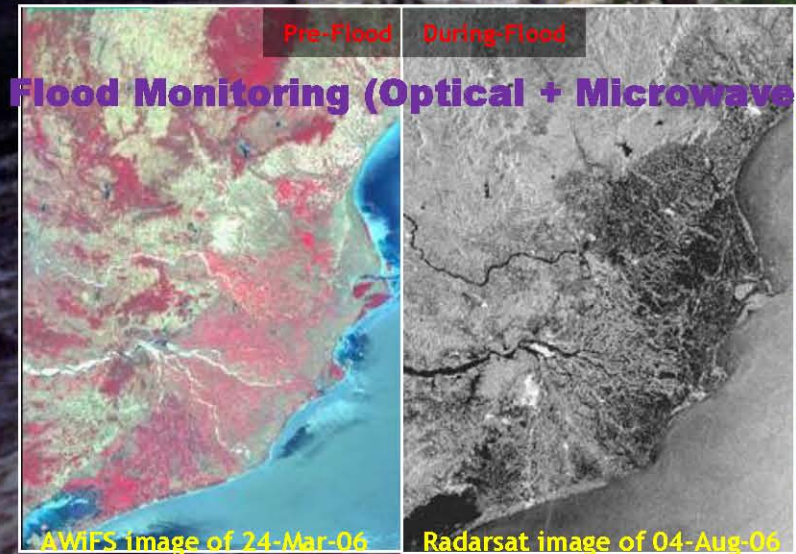 Pre-Flood During-Flood
Flood Monitoring (Optical + Microwave
AWiFS image of 24-Mar-06 Radarsat image of 04-Aug-06